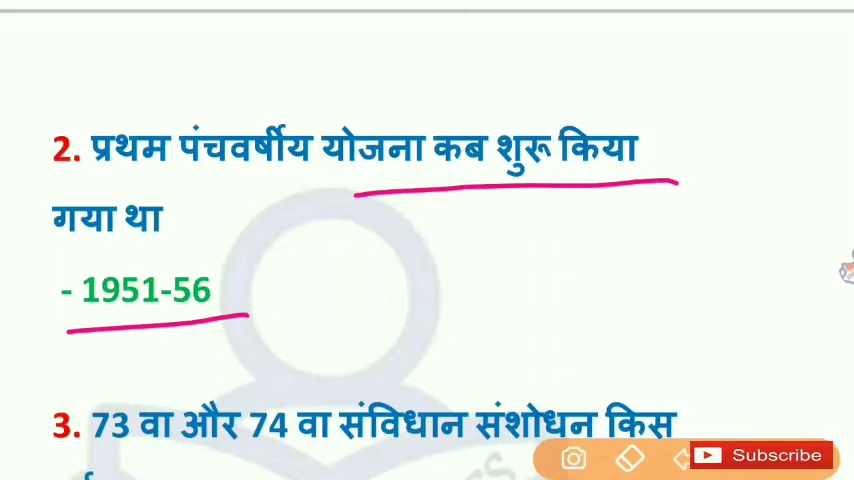 2. प्रथम पंचवर्षीय योजना कब शुरू किया
गया था
- 1951-56
3. 73 वा और 74 वा संविधान संशोधन किस
Subscribe